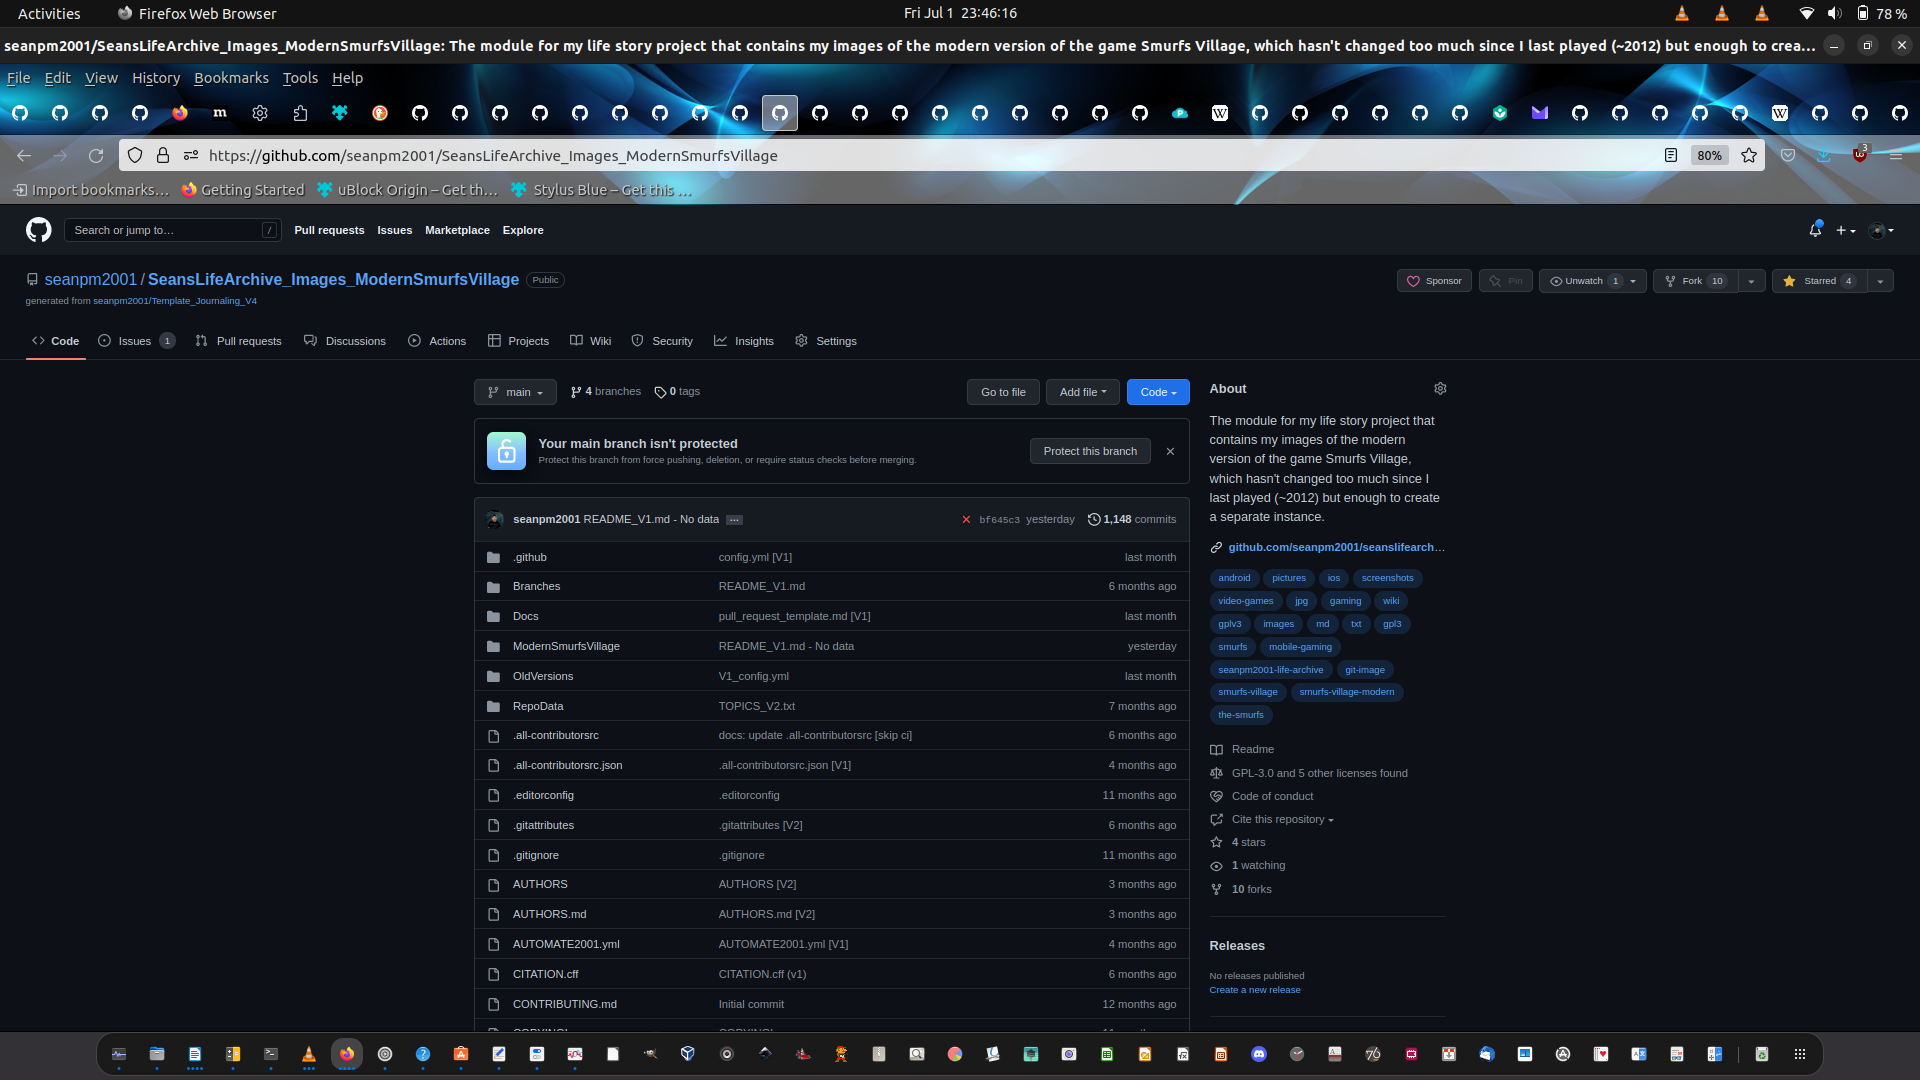 Activities
Firefox Web Browser
Fri Jul 1 23:46:16
78 %
seanpm2001/SeansLifeArchive_Images_ModernSmurfsVillage: The module for my life story project that contains my images of the modern version of the game Smurfs Village, which hasn't changed too much since I last played (~2012) but enough to crea…
File Edit View History Bookmarks Tools Help
https://github.com/seanpm2001/SeansLifeArchive_Images_ModernSmurfsVillage
80%
3
Import bookmarks…
Getting Started
uBlock Origin – Get th…
Stylus Blue – Get this …
Search or jump to…
/
Pull requests Issues Marketplace Explore
seanpm2001 / SeansLifeArchive_Images_ModernSmurfsVillage
Public
Sponsor
Pin
Unwatch 1
Fork 10
Starred 4
generated from seanpm2001/Template_Journaling_V4
Code
Issues 1
Pull requests
Discussions
Actions
Projects
Wiki
Security
Insights
Settings
main
4 branches
0 tags
Go to file
Add file
Code
Your main branch isn't protected
Protect this branch from force pushing, deletion, or require status checks before merging.
Protect this branch
seanpm2001 README_V1.md - No data
bf645c3 yesterday
1,148 commits
.github config.yml [V1] last month
Branches README_V1.md 6 months ago
Docs pull_request_template.md [V1] last month
ModernSmurfsVillage README_V1.md - No data yesterday
OldVersions V1_config.yml last month
RepoData TOPICS_V2.txt 7 months ago
.all-contributorsrc docs: update .all-contributorsrc [skip ci] 6 months ago
.all-contributorsrc.json .all-contributorsrc.json [V1] 4 months ago
.editorconfig .editorconfig 11 months ago
.gitattributes .gitattributes [V2] 6 months ago
.gitignore .gitignore 11 months ago
AUTHORS AUTHORS [V2] 3 months ago
AUTHORS.md AUTHORS.md [V2] 3 months ago
AUTOMATE2001.yml AUTOMATE2001.yml [V1] 4 months ago
CITATION.cff CITATION.cff (v1) 6 months ago
CONTRIBUTING.md Initial commit 12 months ago
About
The module for my life story project that
contains my images of the modern
version of the game Smurfs Village,
which hasn't changed too much since I
last played (~2012) but enough to create
a separate instance.
github.com/seanpm2001/seanslifearch…
android pictures ios screenshots
video-games jpg gaming wiki
gplv3 images md txt gpl3
smurfs mobile-gaming
seanpm2001-life-archive git-image
smurfs-village smurfs-village-modern
the-smurfs
Readme
GPL-3.0 and 5 other licenses found
Code of conduct
Cite this repository
4 stars
1 watching
10 forks
Releases
No releases published
Create a new release